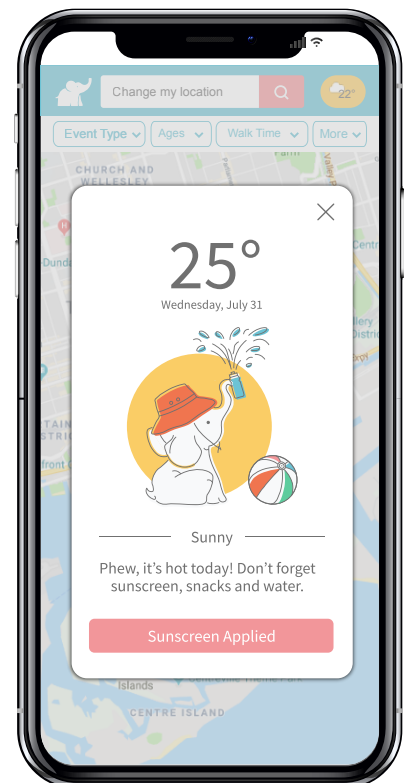 Change my location
22°
Event Type
Ages
Walk Time
More
CHURCH AND
WELLESLEY
Valley
H
25°
Wednesday, July 31
Sunny
Phew, it's hot today! Don't forget
sunscreen, snacks and water.
Sunscreen Applied
Islands
CENTRE ISLAND